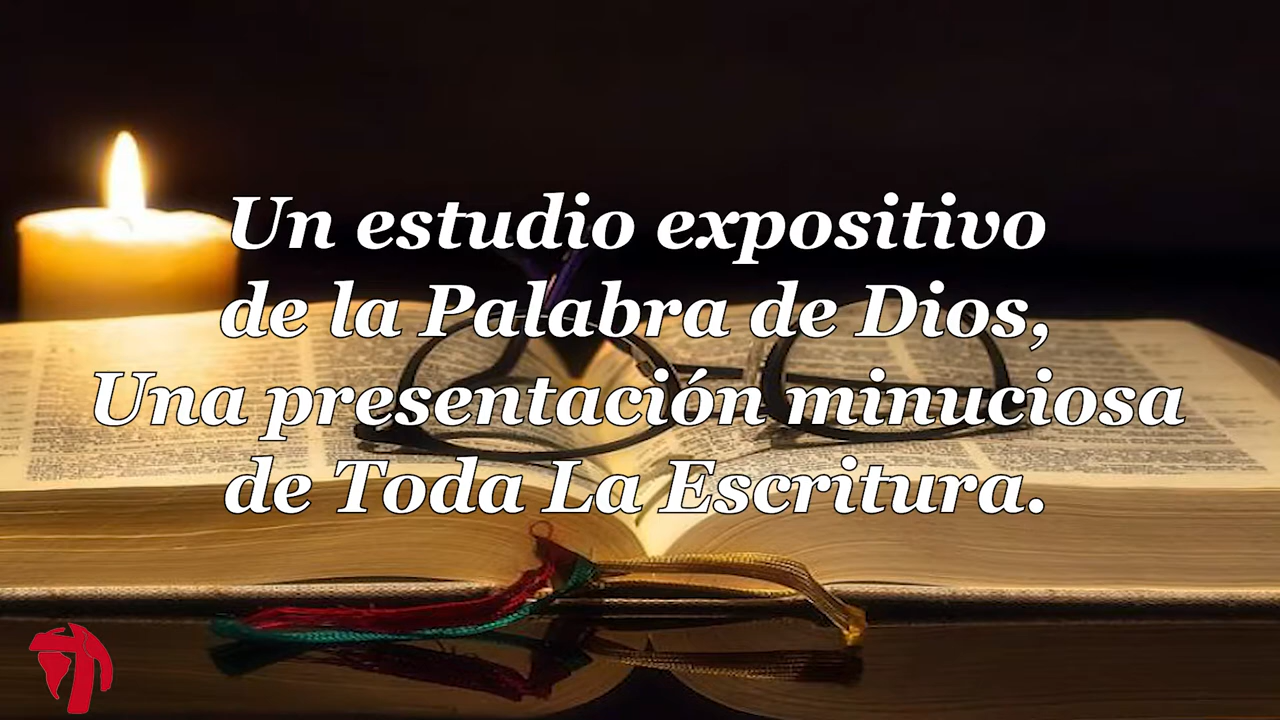 Un estudio expositivo
de la Palabra de Dios,
Una presentación minuciosa
de Toda La Escritura.